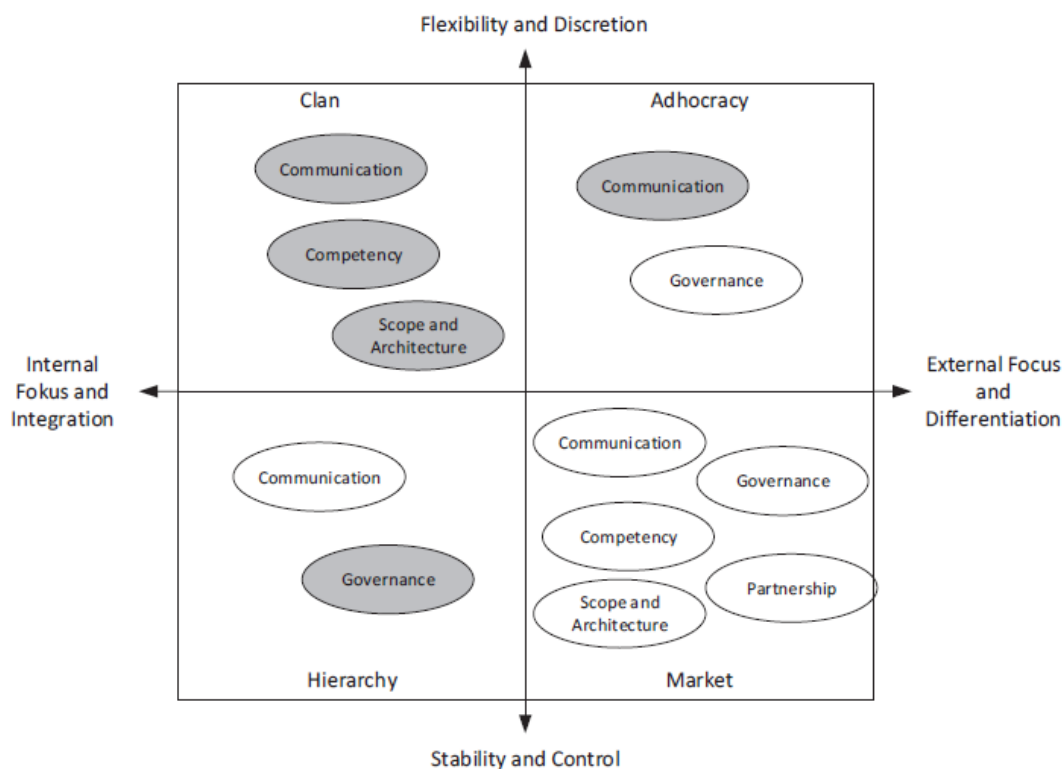 Flexibility and Discretion
Clan
Adhocracy
Communication
Communication
Competency
Governance
Scope and
Architecture
Internal
Fokus and
Integration
External Focus
and
Differentiation
Communication
Communication
Governance
Competency
Governance
Partnership
Scope and
Architecture
Hierarchy
Market
Stability and Control